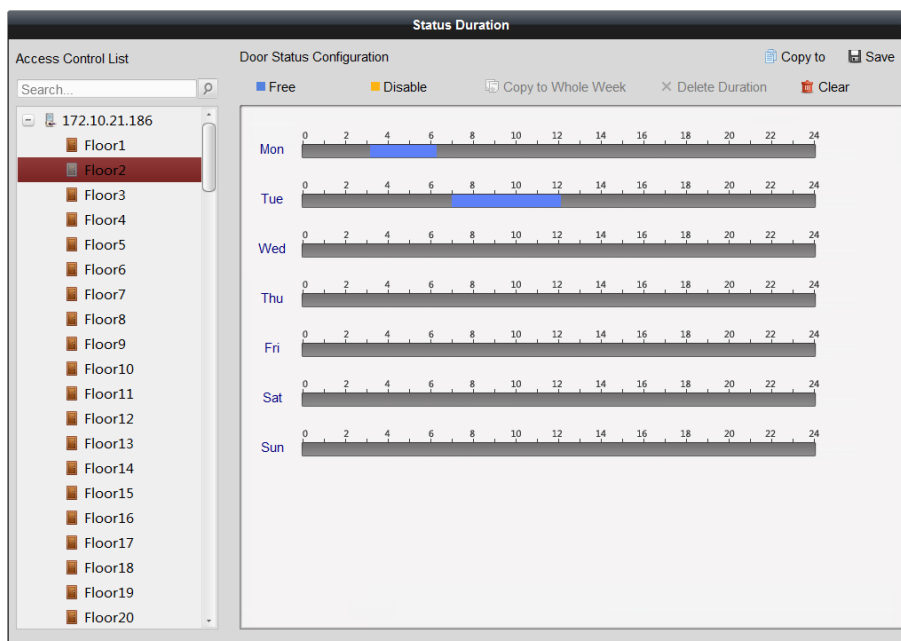 Status Duration
Access Control List
Door Status Configuration
Copy to
Save
Search...
Free
Disable
Copy to Whole Week
Delete Duration
Clear
172.10.21.186
Floor1
Floor2
Floor3
Floor4
Floor5
Floor6
Floor7
Floor8
Floor9
Floor10
Floor11
Floor12
Floor13
Floor14
Floor15
Floor16
Floor17
Floor18
Floor19
Floor20
0 2 4 6 8 10 12 14 16 18 20 22 24
Mon
0 2 4 6 8 10 12 14 16 18 20 22 24
Tue
0 2 4 6 8 10 12 14 16 18 20 22 24
Wed
0 2 4 6 8 10 12 14 16 18 20 22 24
Thu
0 2 4 6 8 10 12 14 16 18 20 22 24
Fri
0 2 4 6 8 10 12 14 16 18 20 22 24
Sat
0 2 4 6 8 10 12 14 16 18 20 22 24
Sun